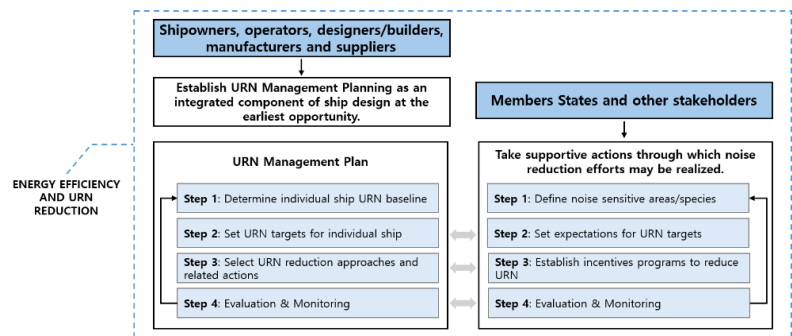 Shipowners, operators, designers/builders,
manufacturers and suppliers
Establish URN Management Planning as an
integrated component of ship design at the
earliest opportunity.
Members States and other stakeholders
ENERGY EFFICIENCY
AND URN
REDUCTION
URN Management Plan
Step 1: Determine individual ship URN baseline
Step 2: Set URN targets for individual ship
Step 3: Select URN reduction approaches and
related actions
Step 4: Evaluation & Monitoring
Take supportive actions through which noise
reduction efforts may be realized.
Step 1: Define noise sensitive areas/species
Step 2: Set expectations for URN targets
Step 3: Establish incentives programs to reduce
URN
Step 4: Evaluation & Monitoring